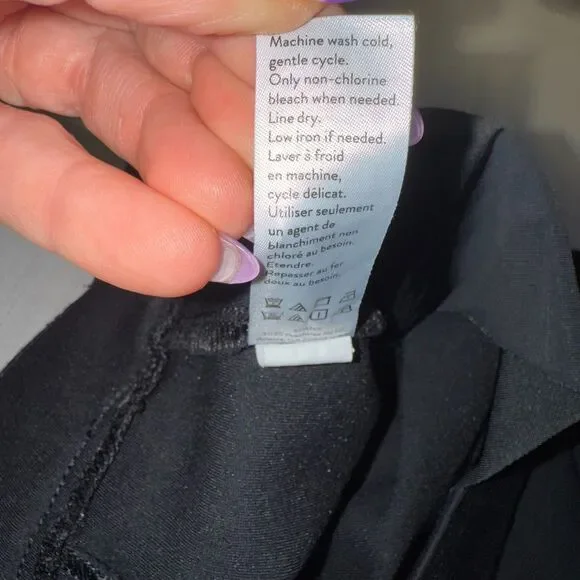 Machine wash cold,
gentle cycle.
Only non-chlorine
bleach when needed.
Line dry.
Low iron if needed.
Laver à froid
en machine,
cycle délicat.
Utiliser seulement
un agent de
blanchiment non
chloré au besoin.
Étendre.
Repasser au fer
doux au besoin.